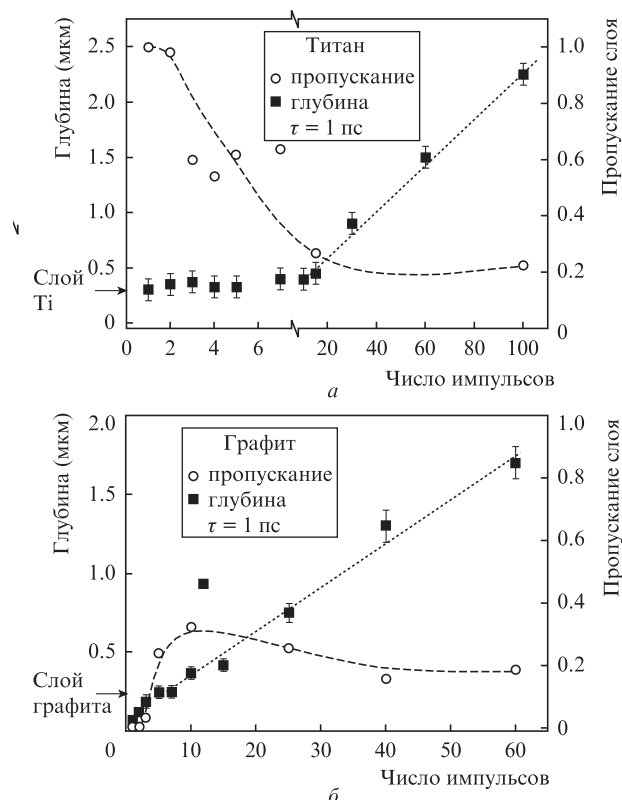 Глубина (мкм)
2.5
2.0
1.5
1.0
0.5
0
Слой
Ti
Титан
пропускание
глубина
τ = 1 пс
1.0
0.8
0.6
0.4
0.2
0
Пропускание слоя
0 2 4 6 20 40 60 80 100
а
Число импульсов
Глубина (мкм)
2.0
1.5
1.0
0.5
Слой
графита
Графит
пропускание
глубина
τ = 1 пс
1.0
0.8
0.6
0.4
0.2
0
Пропускание слоя
0 10 20 30 40 50 60
Число импульсов
б